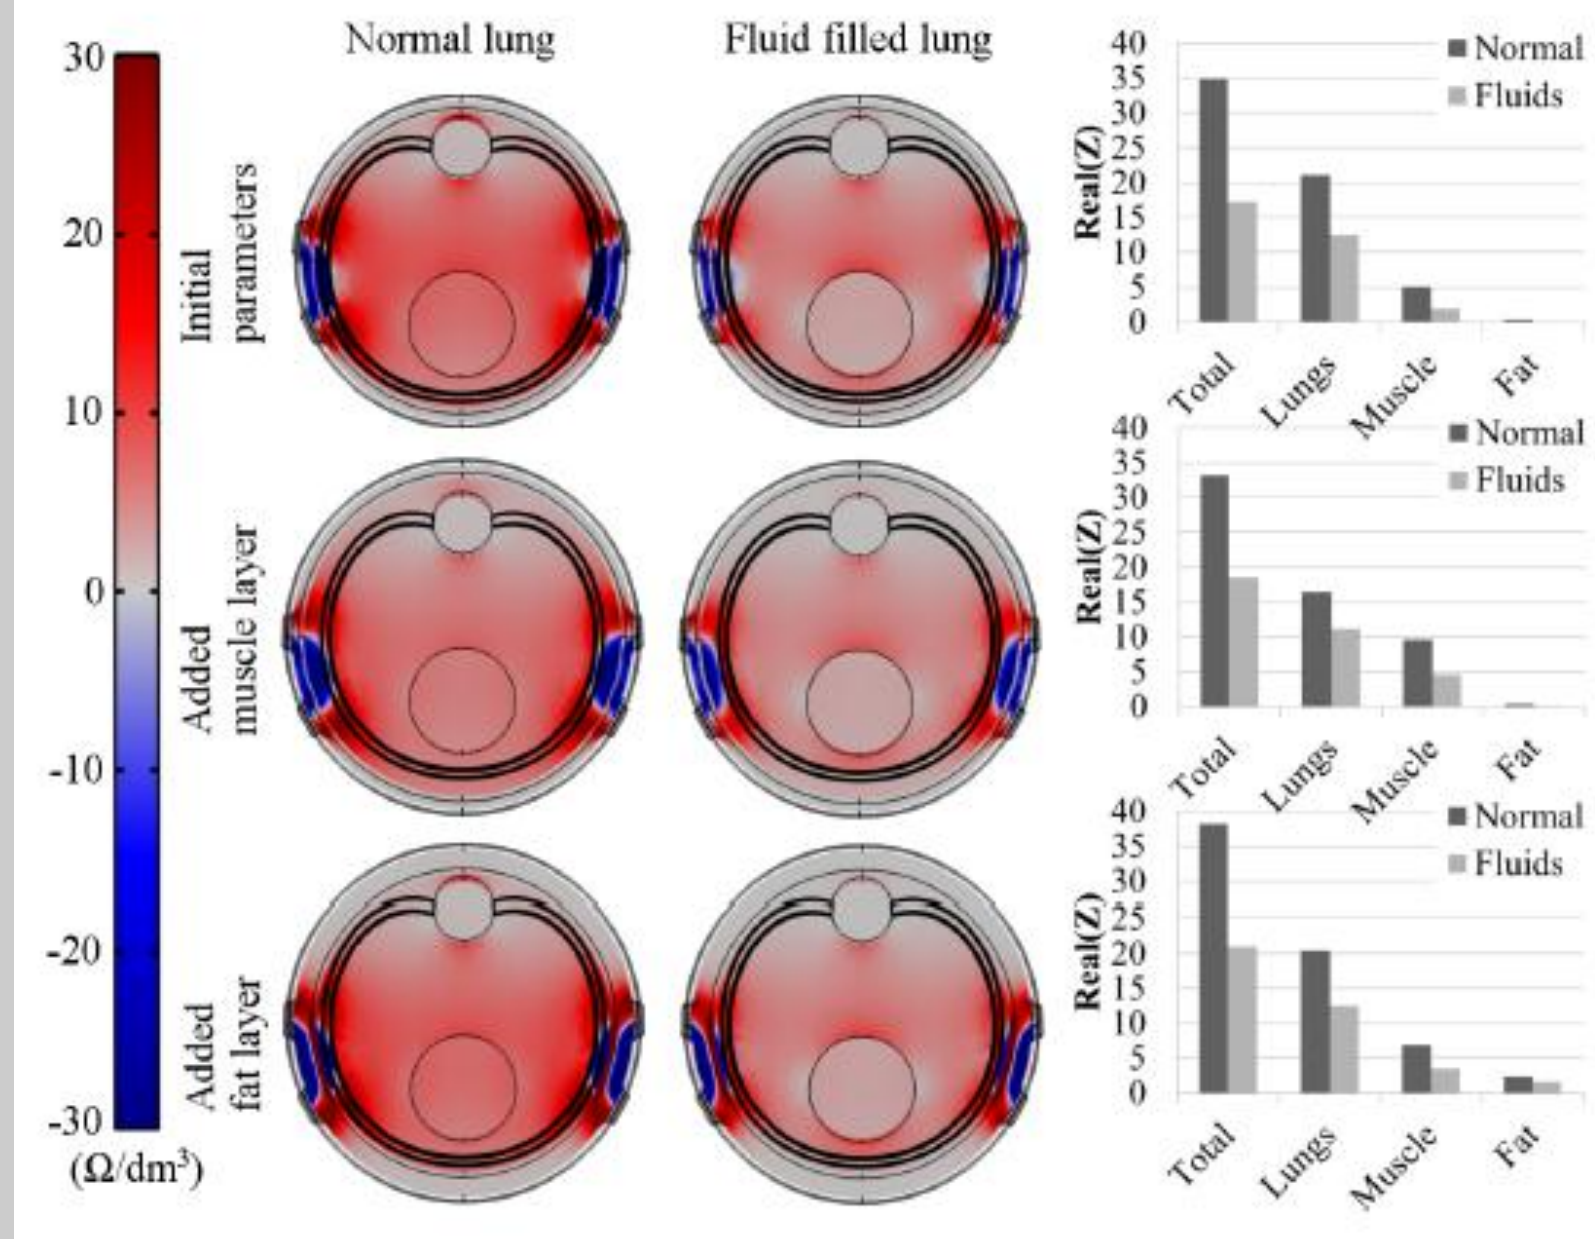 Normal lung
Fluid filled lung
30
20
10
0
-10
-20
-30
(Ω/dm³)
Initial
parameters
Added
muscle layer
Added
fat layer
40
35
30
25
20
15
10
5
0
Real(Z)
Normal
Fluids
Total
Lungs
Muscle
Fat
40
35
30
25
20
15
10
5
0
Real(Z)
Normal
Fluids
Total
Lungs
Muscle
Fat
40
35
30
25
20
15
10
5
0
Real(Z)
Normal
Fluids
Total
Lungs
Muscle
Fat